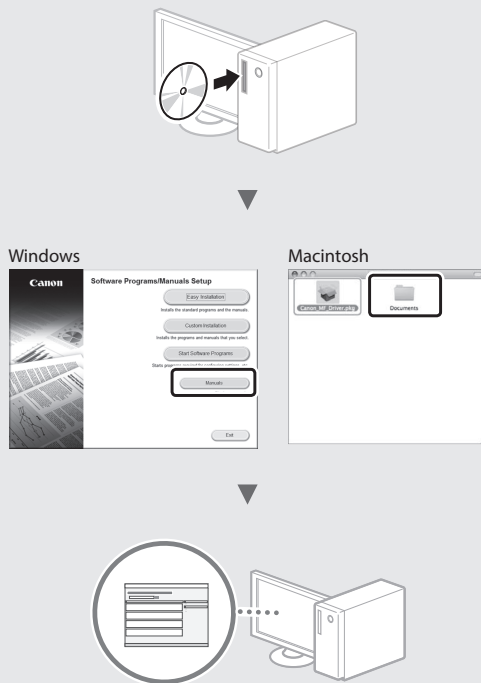 Windows
Macintosh
Canon
Software Programs/Manuals Setup
Easy Installation
Installs the standard programs and the manuals.
Custom Installation
Installs the programs and manuals that you select.
Start Software Programs
Manuals
Exit
Canon_MF_Driver.pkg
Documents